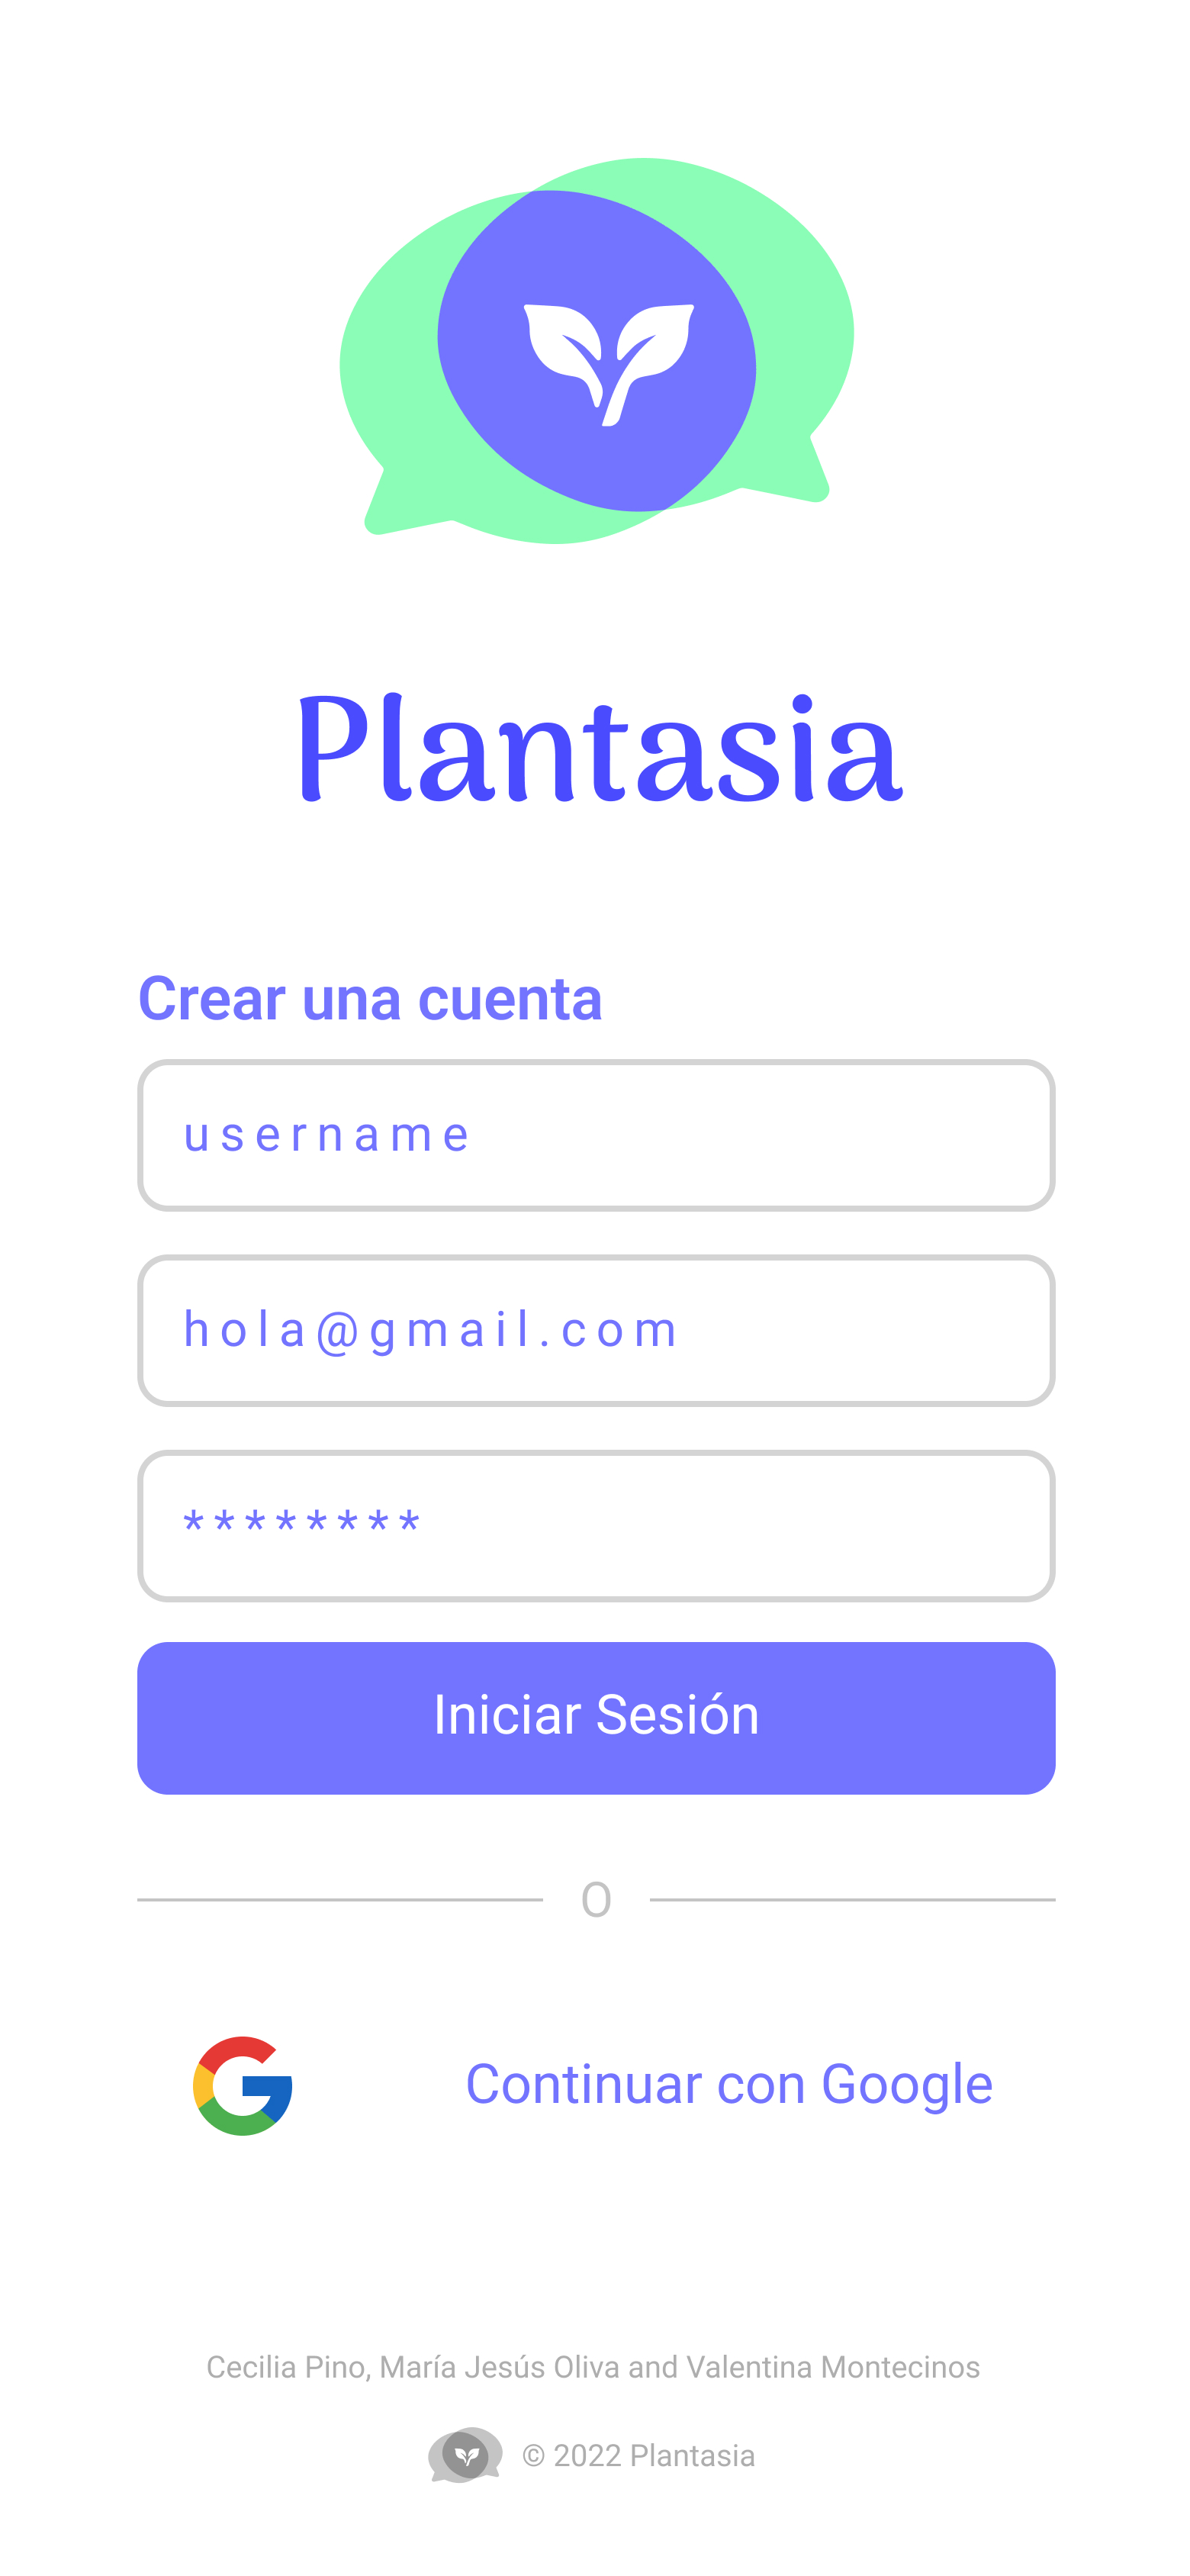 Plantasia
Crear una cuenta
username
hola@gmail.com
********
Iniciar Sesión
O
Continuar con Google
Cecilia Pino, María Jesús Oliva and Valentina Montecinos
© 2022 Plantasia